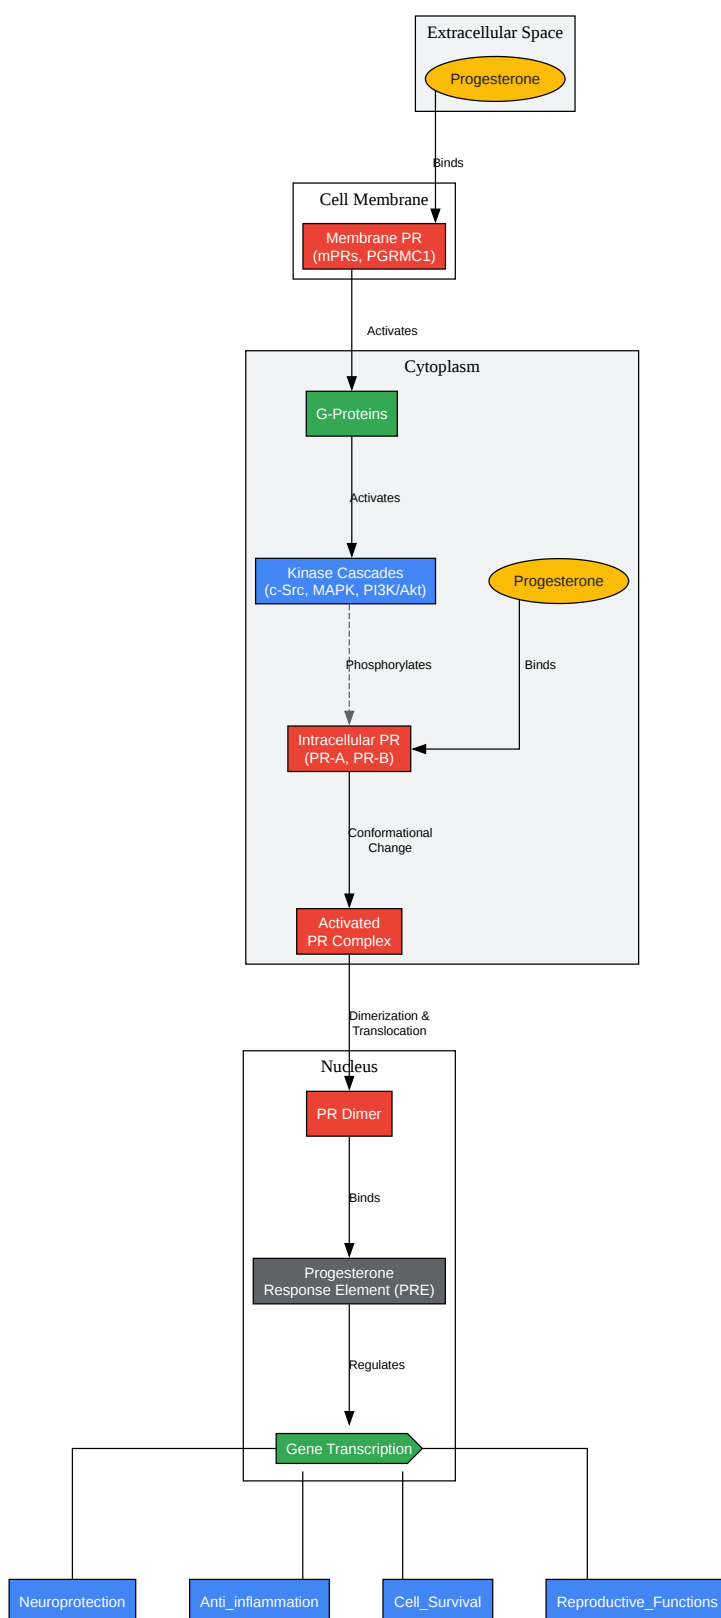 Extracellular Space
Progesterone
Binds
Cell Membrane
Membrane PR
(mPRs, PGRMC1)
Activates
Cytoplasm
G-Proteins
Activates
Kinase Cascades
(c-Src, MAPK, PI3K/Akt)
Progesterone
Phosphorylates
Binds
Intracellular PR
(PR-A, PR-B)
Conformational
Change
Activated
PR Complex
Dimerization &
Translocation
Nucleus
PR Dimer
Binds
Progesterone
Response Element (PRE)
Regulates
Gene Transcription
Neuroprotection
Anti_inflammation
Cell_Survival
Reproductive_Functions